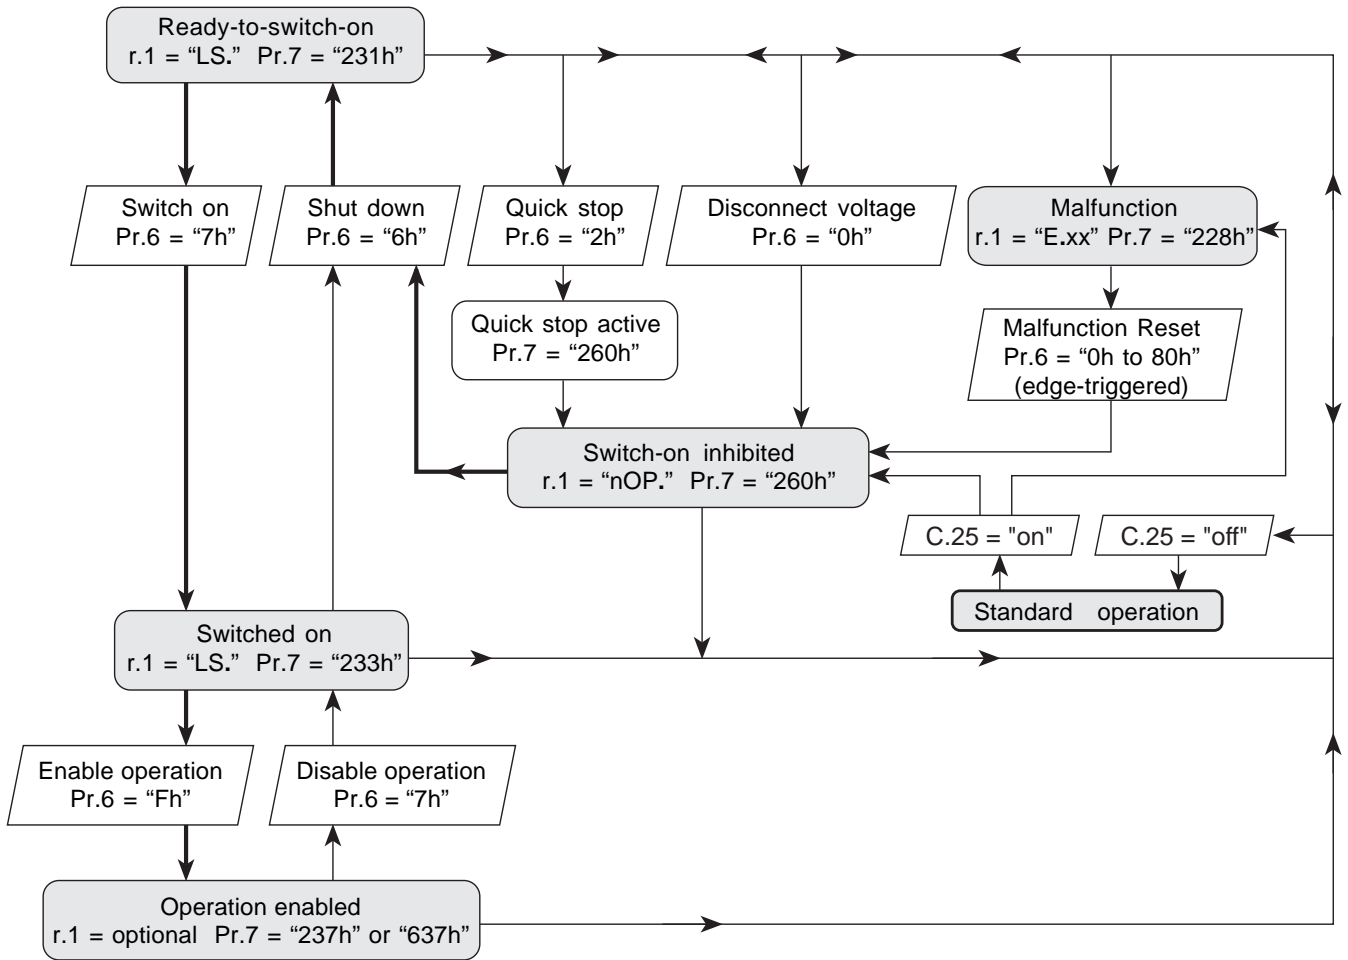 Ready-to-switch-on
r.1 = “LS.” Pr.7 = “231h”
Switch on
Pr.6 = “7h”
Shut down
Pr.6 = “6h”
Quick stop
Pr.6 = “2h”
Disconnect voltage
Pr.6 = “0h”
Malfunction
r.1 = “E.xx” Pr.7 = “228h”
Quick stop active
Pr.7 = “260h”
Malfunction Reset
Pr.6 = “0h to 80h”
(edge-triggered)
Switch-on inhibited
r.1 = “nOP.” Pr.7 = “260h”
C.25 = "on"
C.25 = "off"
Standard operation
Switched on
r.1 = “LS.” Pr.7 = “233h”
Enable operation
Pr.6 = “Fh”
Disable operation
Pr.6 = “7h”
Operation enabled
r.1 = optional Pr.7 = “237h” or “637h”